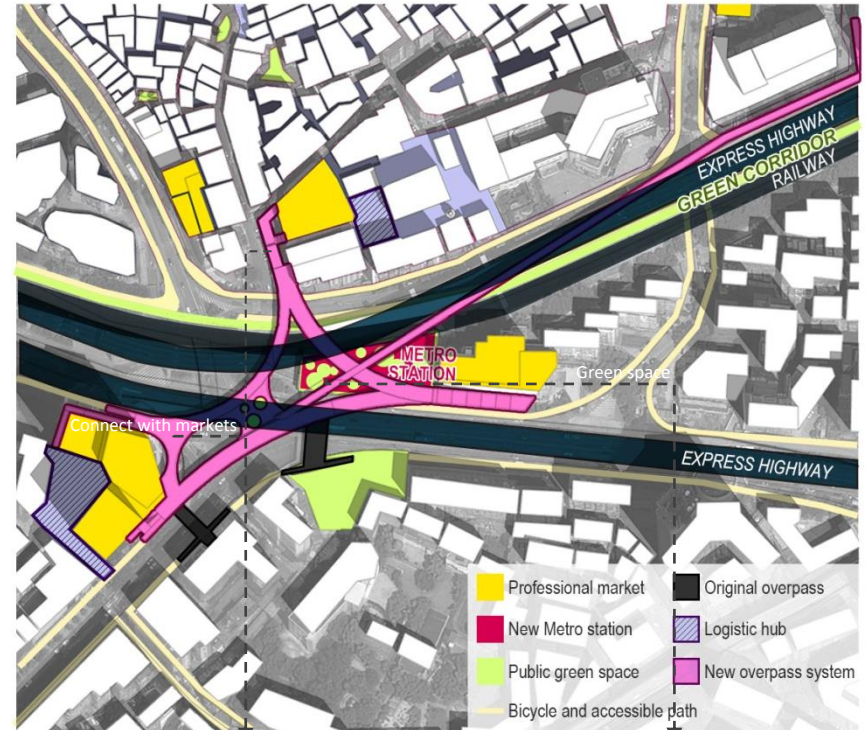 EXPRESS HIGHWAY
GREEN CORRIDOR
RAILWAY
METRO
STATION
Green space
Connect with markets
EXPRESS HIGHWAY
Professional market
Original overpass
New Metro station
Logistic hub
Public green space
New overpass system
Bicycle and accessible path